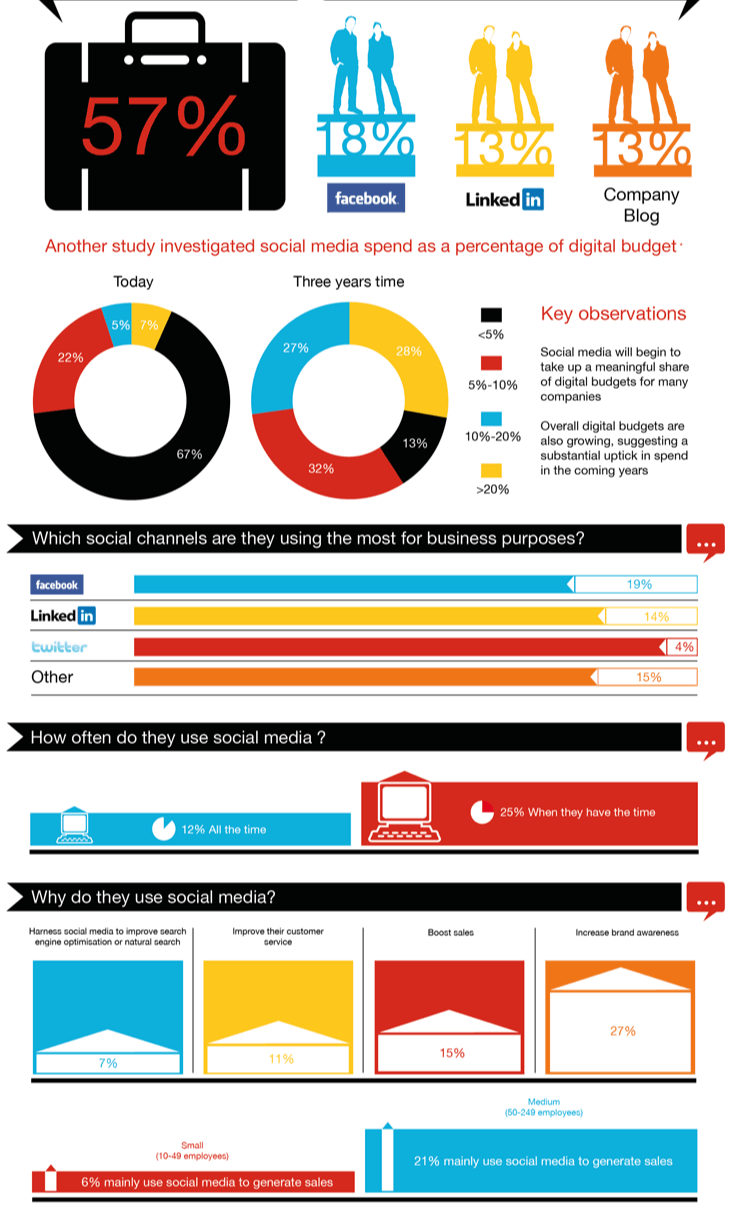 57%
18%
13%
13%
facebook
Linked in
Company
Blog
Another study investigated social media spend as a percentage of digital budget
Today
Three years time
5%
7%
22%
67%
27%
28%
13%
32%
<5%
5%-10%
10%-20%
>20%
Key observations
Social media will begin to
take up a meaningful share
of digital budgets for many
companies
Overall digital budgets are
also growing, suggesting a
substantial uptick in spend
in the coming years
Which social channels are they using the most for business purposes?
facebook 19%
Linked in 14%
twitter 4%
Other 15%
How often do they use social media ?
12% All the time
25% When they have the time
Why do they use social media?
Harness social media to improve search
engine optimisation or natural search
Improve their customer
service
Boost sales
Increase brand awareness
7%
11%
15%
27%
Small
(10-49 employees)
6% mainly use social media to generate sales
Medium
(50-249 employees)
21% mainly use social media to generate sales